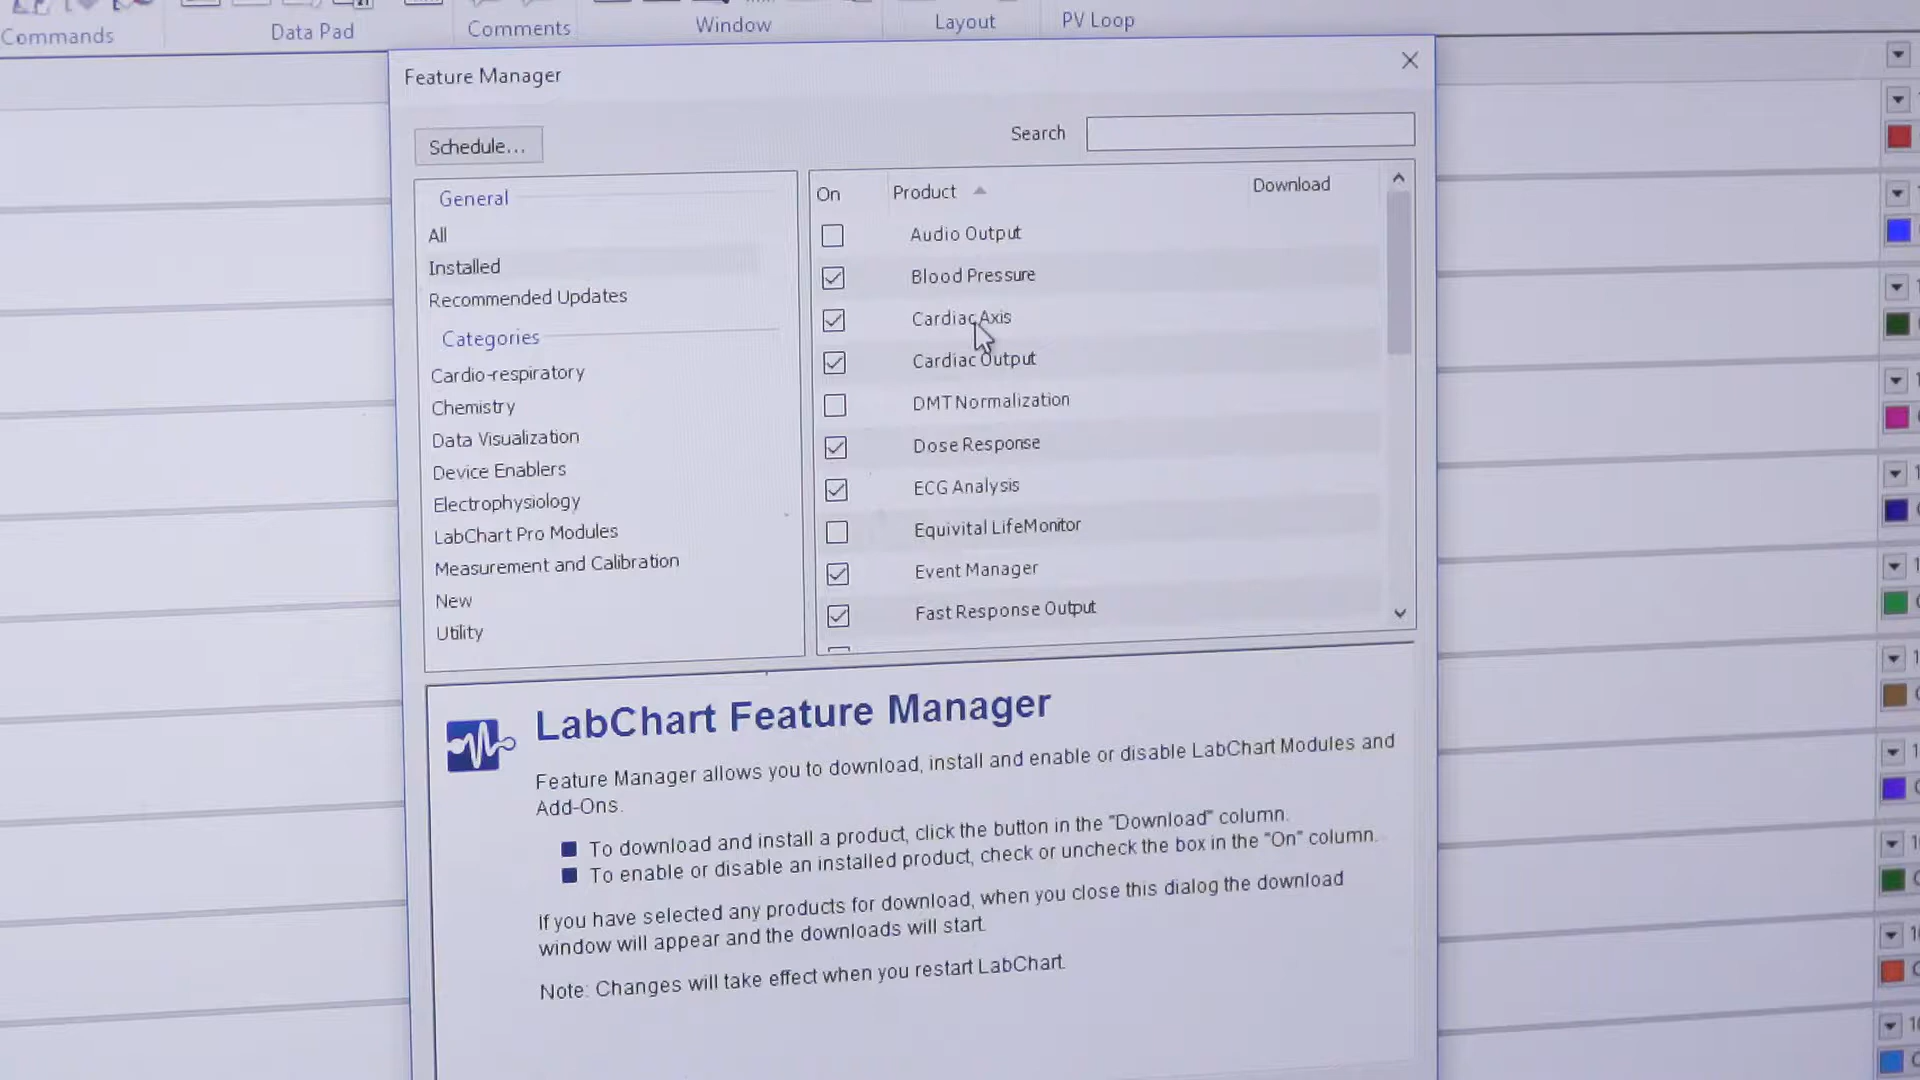 Commands
Data Pad
Comments
Window
Layout
PV Loop
Feature Manager
Schedule...
Search
General
All
Installed
Recommended Updates
Categories
Cardio-respiratory
Chemistry
Data Visualization
Device Enablers
Electrophysiology
LabChart Pro Modules
Measurement and Calibration
New
Utility
On Product Download
Audio Output
Blood Pressure
Cardiac Axis
Cardiac Output
DMT Normalization
Dose Response
ECG Analysis
Equivital LifeMonitor
Event Manager
Fast Response Output
LabChart Feature Manager
Feature Manager allows you to download, install and enable or disable LabChart Modules and
Add-Ons.
To download and install a product, click the button in the "Download" column.
To enable or disable an installed product, check or uncheck the box in the "On" column.
If you have selected any products for download, when you close this dialog the download
window will appear and the downloads will start.
Note: Changes will take effect when you restart LabChart.